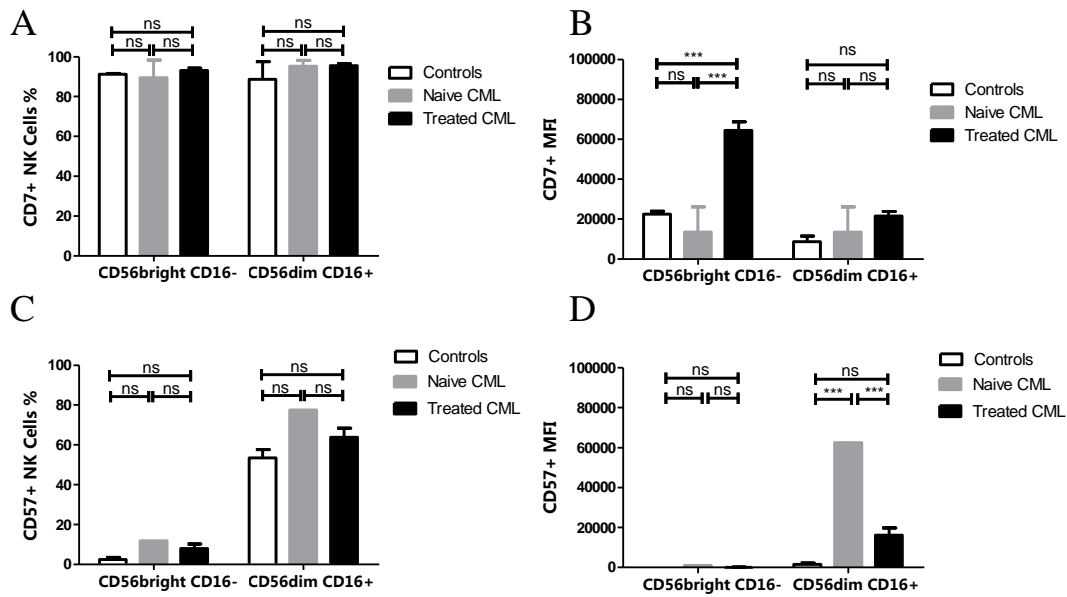 A
ns
ns
ns
ns
ns
ns
100
80
60
40
20
0
CD7+ NK Cells %
CD56bright CD16-
CD56dim CD16+
Controls
Naive CML
Treated CML
B
***
ns
***
ns
ns
ns
100000
80000
60000
40000
20000
0
CD7+ MFI
CD56bright CD16-
CD56dim CD16+
Controls
Naive CML
Treated CML
C
ns
ns
ns
ns
ns
ns
100
80
60
40
20
0
CD57+ NK Cells %
CD56bright CD16-
CD56dim CD16+
Controls
Naive CML
Treated CML
D
ns
ns
ns
ns
***
***
100000
80000
60000
40000
20000
0
CD57+ MFI
CD56bright CD16-
CD56dim CD16+
Controls
Naive CML
Treated CML